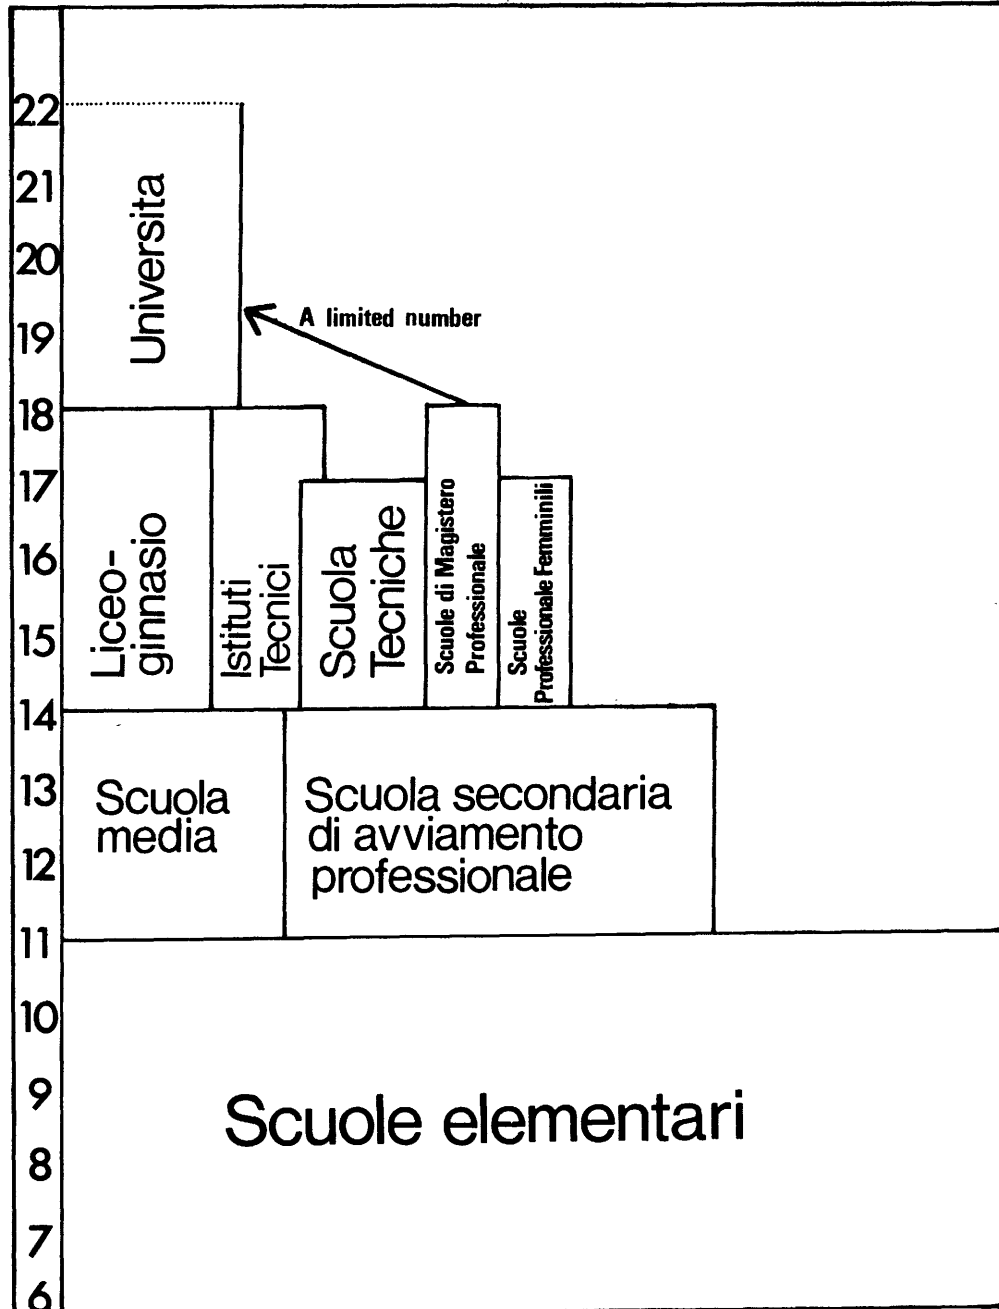 22
21
Universita
20
19
A limited number
18
17
16
15
Liceo-
ginnasio
Istituti
Tecnici
Scuola
Tecniche
Scuole di Magistero
Professionale
Scuole
Professionale Femminili
14
13
12
Scuola
media
Scuola secondaria
di avviamento
professionale
11
10
9
Scuole elementari
8
7
6